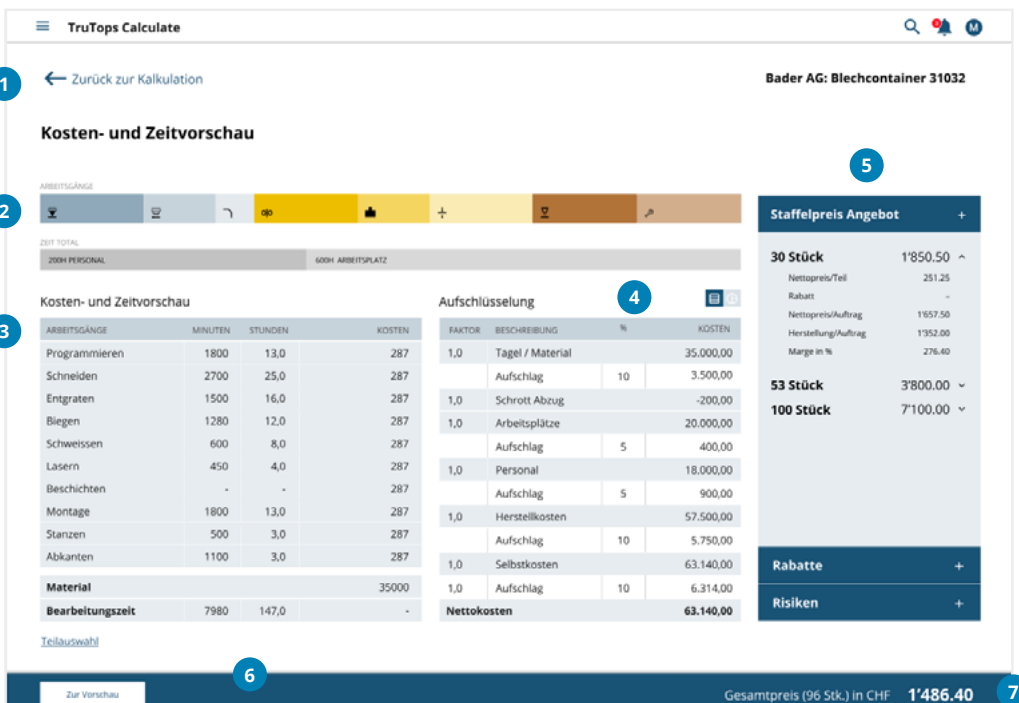 TruTops Calculate
M
1
Zurück zur Kalkulation
Bader AG: Blechcontainer 31032
Kosten- und Zeitvorschau
5
ARBEITSGÄNGE
2
ZEIT TOTAL
200H PERSONAL 600H ARBEITSPLATZ
Kosten- und Zeitvorschau
3
ARBEITSGÄNGE MINUTEN STUNDEN KOSTEN
Programmieren 1800 13,0 287
Schneiden 2700 25,0 287
Entgraten 1500 16,0 287
Biegen 1280 12,0 287
Schweissen 600 8,0 287
Lasern 450 4,0 287
Beschichten - - 287
Montage 1800 13,0 287
Stanzen 500 3,0 287
Abkanten 1100 3,0 287
Material 35000
Bearbeitungszeit 7980 147,0 -
Teilauswahl
Aufschlüsselung
4
FAKTOR BESCHREIBUNG % KOSTEN
1,0 Tagel / Material 35.000,00
Aufschlag 10 3.500,00
1,0 Schrott Abzug -200,00
1,0 Arbeitsplätze 20.000,00
Aufschlag 5 400,00
1,0 Personal 18.000,00
Aufschlag 5 900,00
1,0 Herstellkosten 57.500,00
Aufschlag 10 5.750,00
1,0 Selbstkosten 63.140,00
1,0 Aufschlag 10 6.314,00
Nettokosten 63.140,00
Staffelpreis Angebot +
30 Stück 1'850.50
Nettopreis/Teil 251.25
Rabatt –
Nettopreis/Auftrag 1'657.50
Herstellung/Auftrag 1'352.00
Marge in % 276.40
53 Stück 3'800.00
100 Stück 7'100.00
Rabatte +
Risiken +
6
Zur Vorschau
Gesamtpreis (96 Stk.) in CHF 1'486.40
7